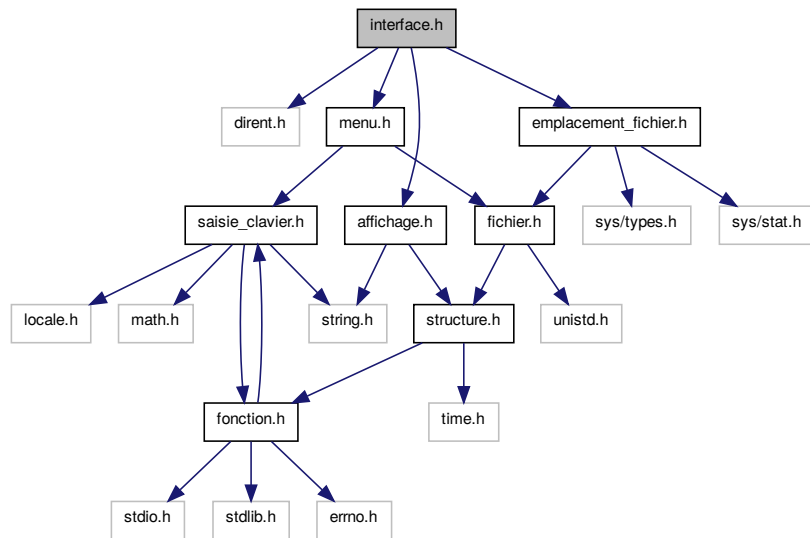 interface.h
dirent.h
menu.h
emplacement_fichier.h
saisie_clavier.h
affichage.h
fichier.h
sys/types.h
sys/stat.h
locale.h
math.h
string.h
structure.h
unistd.h
fonction.h
time.h
stdio.h
stdlib.h
errno.h